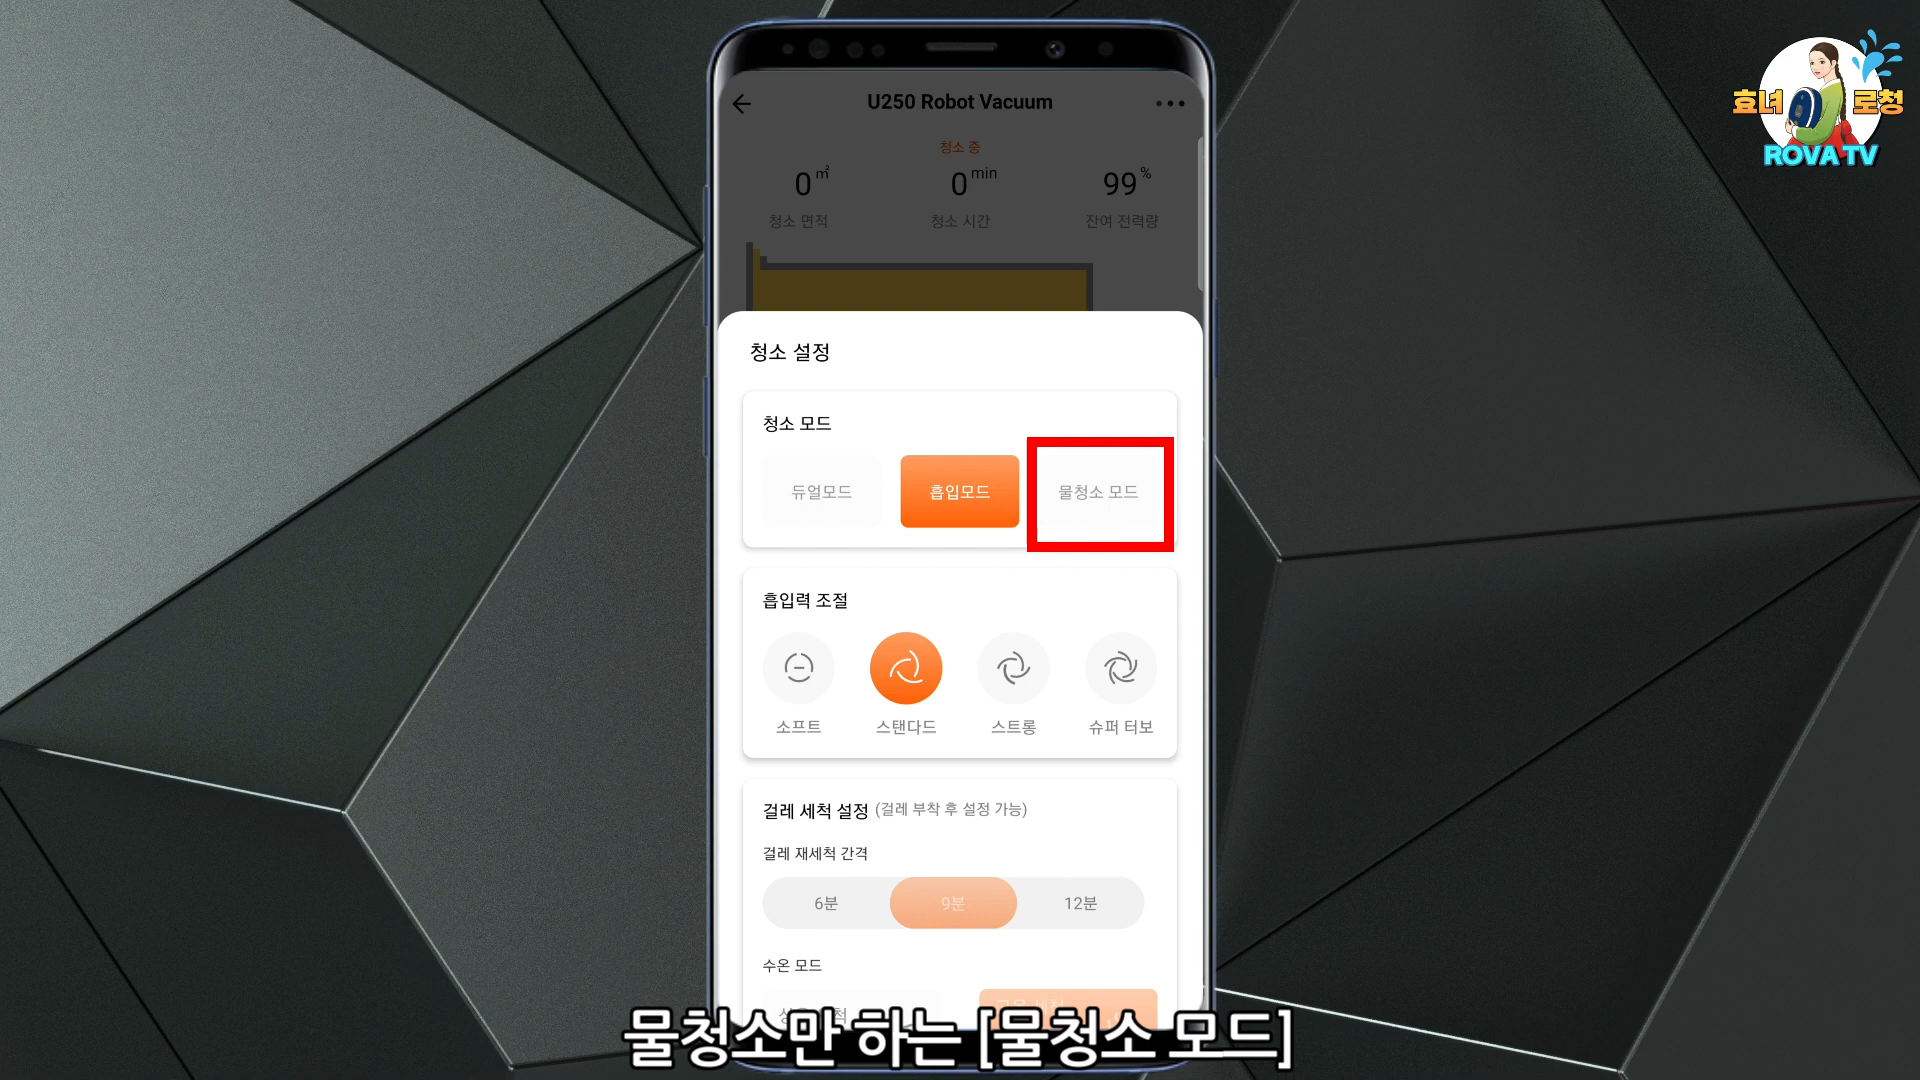 U250 Robot Vacuum
청소 중
0 ㎡
0 min
99 %
청소 면적
청소 시간
잔여 전력량
효녀 로청
ROVA TV
청소 설정
청소 모드
듀얼모드
흡입모드
물청소 모드
흡입력 조절
소프트
스탠다드
스트롱
슈퍼 터보
걸레 세척 설정 (걸레 부착 후 설정 가능)
걸레 재세척 간격
6분
9분
12분
수온 모드
물청소만 하는 [물청소 모드]